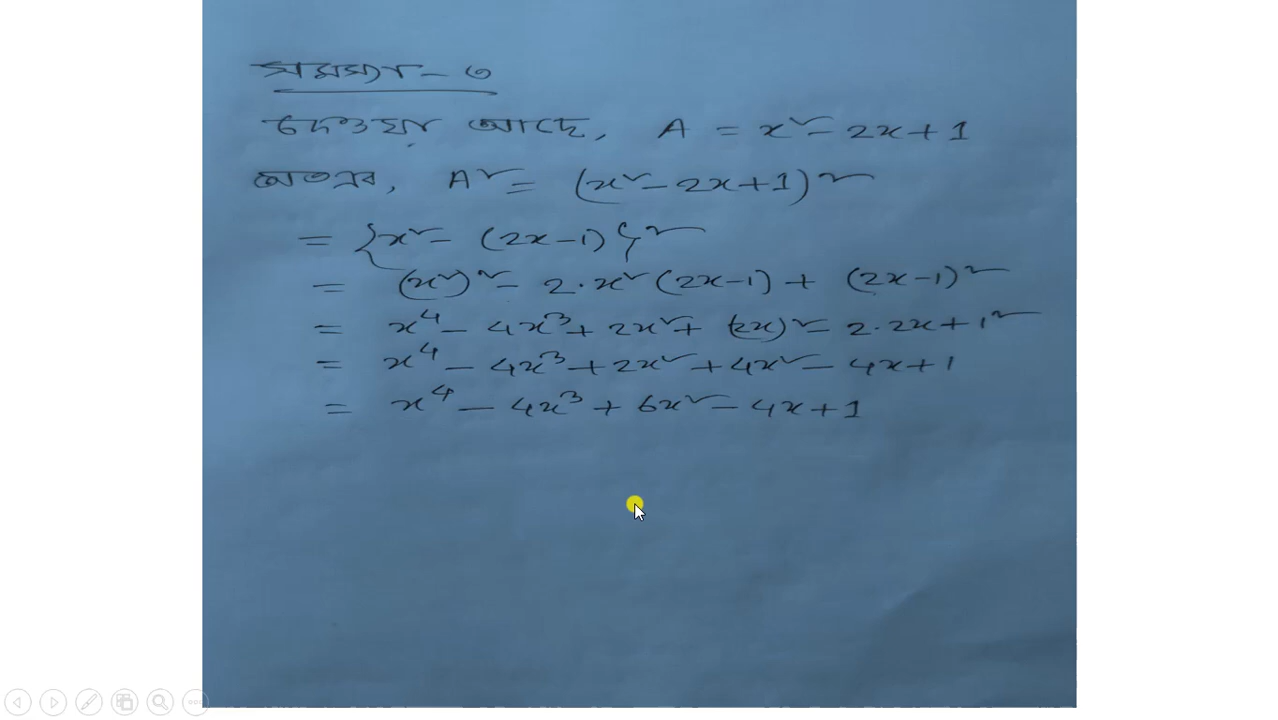 সমস্যা - ৩
দেওয়া আছে, A = x² - 2x + 1
অতএব, A² = (x² - 2x + 1)²
= {x² - (2x - 1)}²
= (x²)² - 2·x²(2x - 1) + (2x - 1)²
= x⁴ - 4x³ + 2x² + (2x)² - 2·2x + 1²
= x⁴ - 4x³ + 2x² + 4x² - 4x + 1
= x⁴ - 4x³ + 6x² - 4x + 1